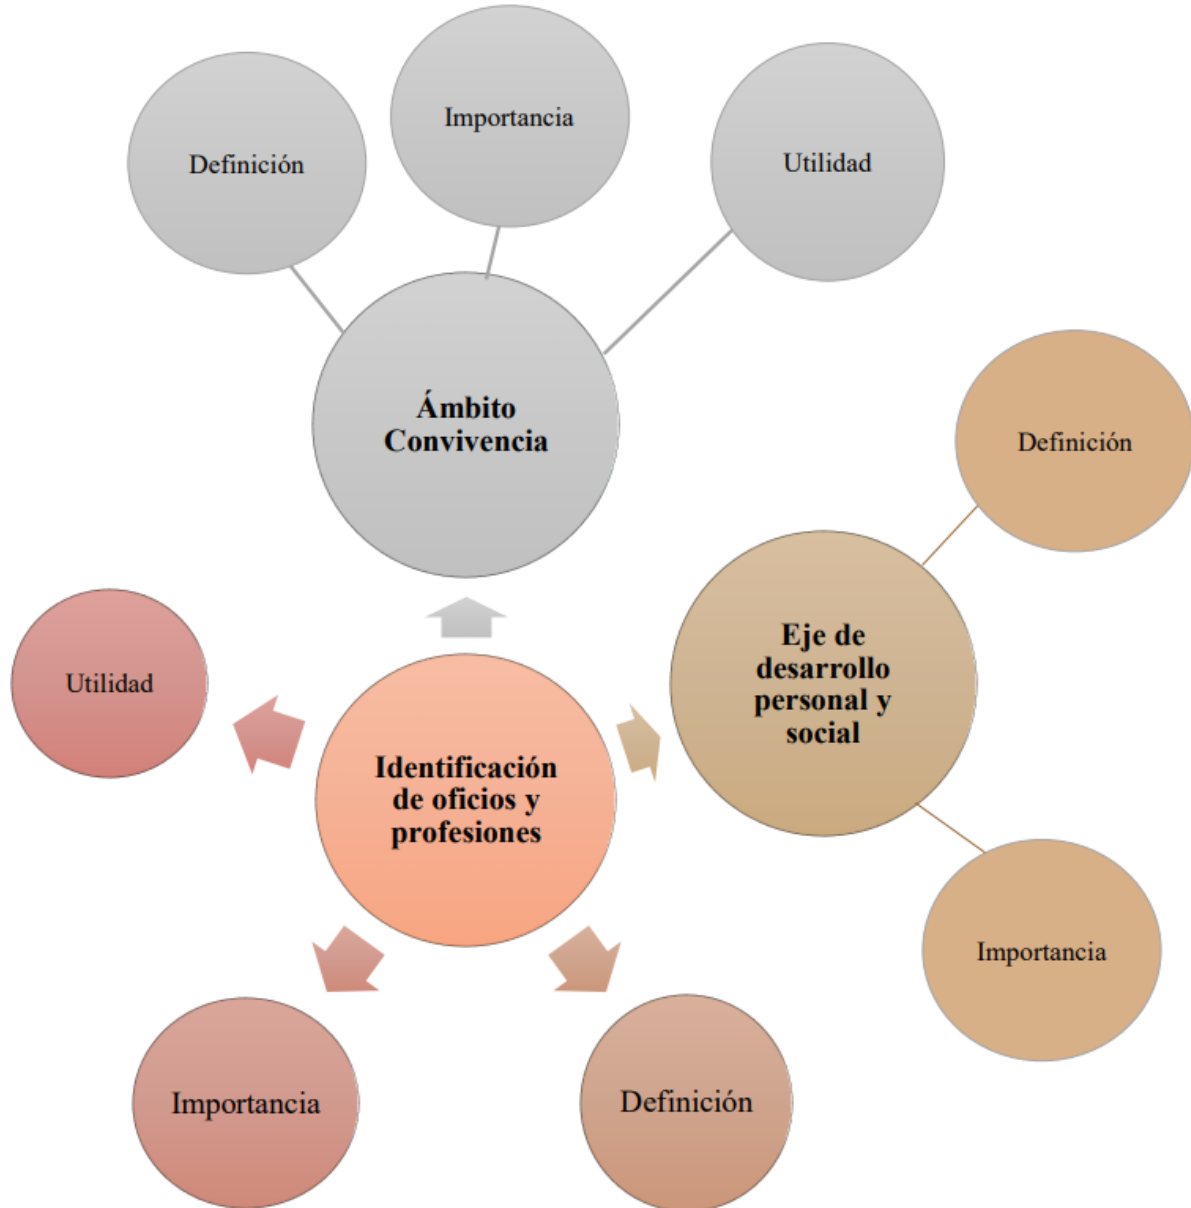 Importancia
Definición
Utilidad
Ámbito
Convivencia
Definición
Eje de
desarrollo
personal y
social
Utilidad
Identificación
de oficios y
profesiones
Importancia
Importancia
Definición